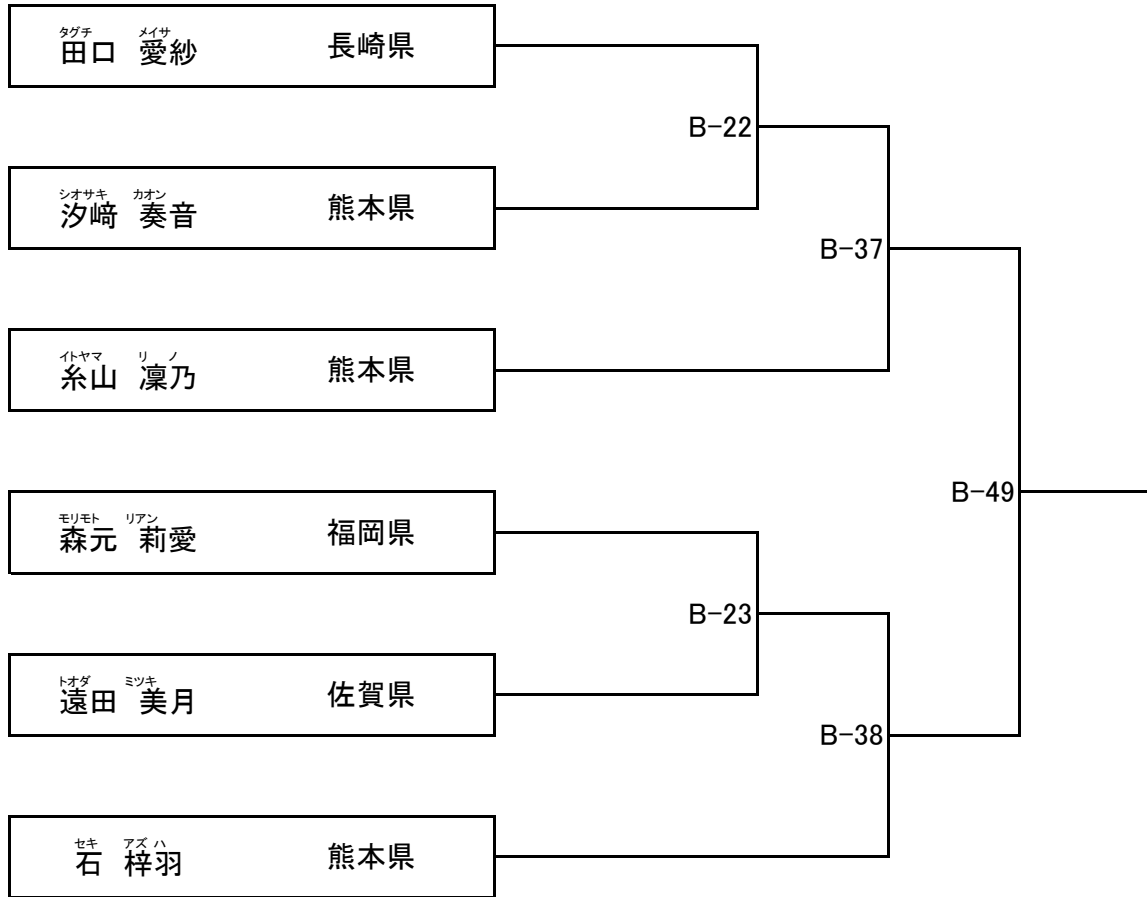 タグチ メイサ
田口 愛紗 長崎県
B-22
シオサキ カオン
汐﨑 奏音 熊本県
B-37
イトヤマ リノ
糸山 凜乃 熊本県
B-49
モリモト リアン
森元 莉愛 福岡県
B-23
トオダ ミツキ
遠田 美月 佐賀県
B-38
セキ アズハ
石 梓羽 熊本県